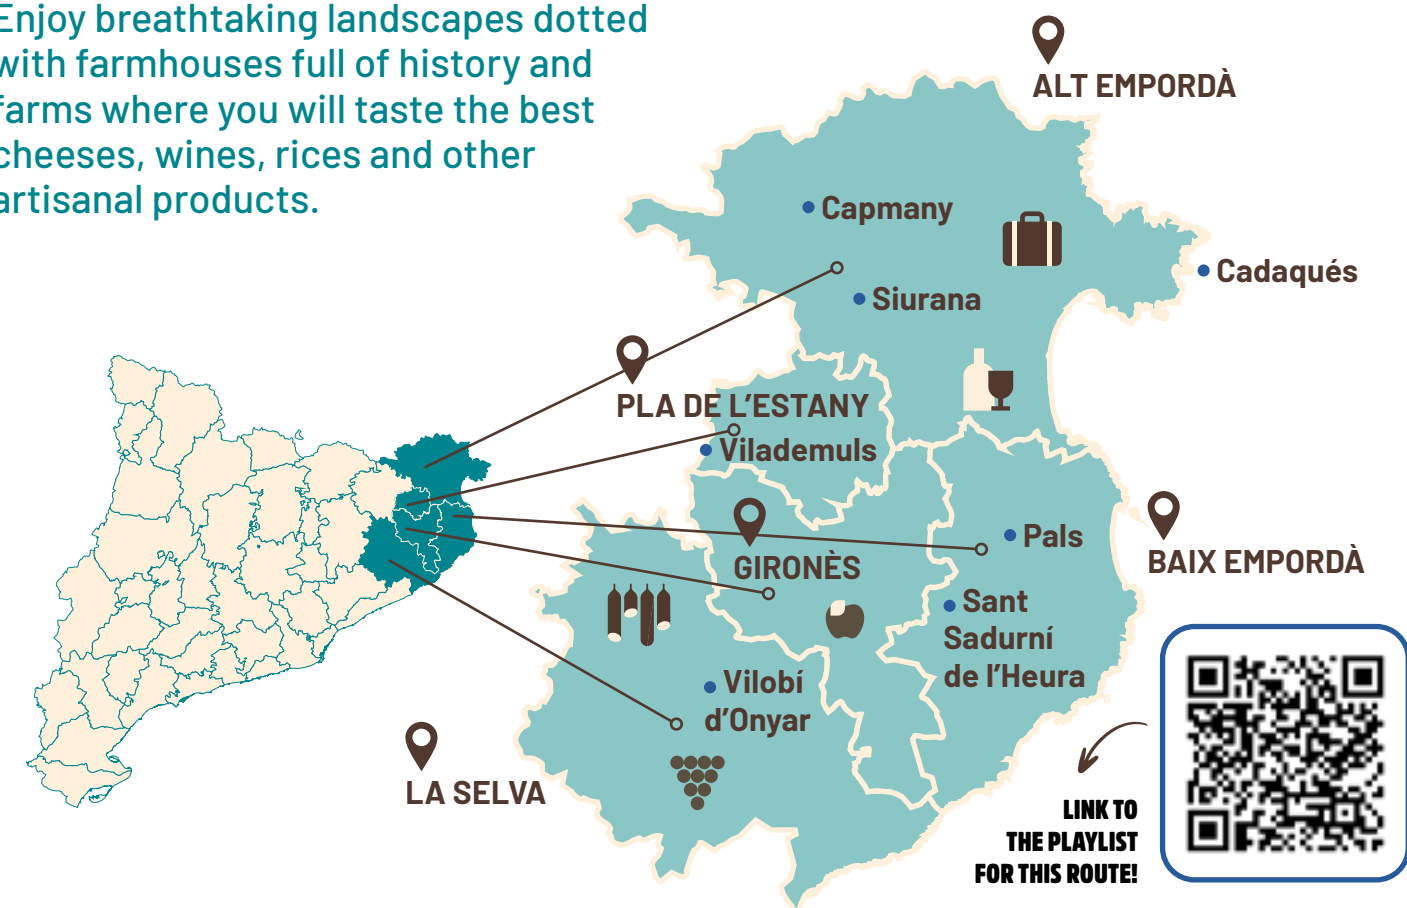 Enjoy breathtaking landscapes dotted
with farmhouses full of history and
farms where you will taste the best
cheeses, wines, rices and other
artisanal products.
ALT EMPORDÀ
Capmany
Cadaqués
Siurana
PLA DE L'ESTANY
Vilademuls
Pals
BAIX EMPORDÀ
GIRONÈS
Sant
Sadurní
de l'Heura
Vilobí
d'Onyar
LA SELVA
LINK TO
THE PLAYLIST
FOR THIS ROUTE!